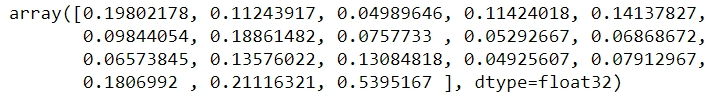 array([0.19802178, 0.11243917, 0.04989646, 0.11424018, 0.14137827,
0.09844054, 0.18861482, 0.0757733 , 0.05292667, 0.06868672,
0.06573845, 0.13576022, 0.13084818, 0.04925607, 0.07912967,
0.1806992 , 0.21116321, 0.5395167 ], dtype=float32)